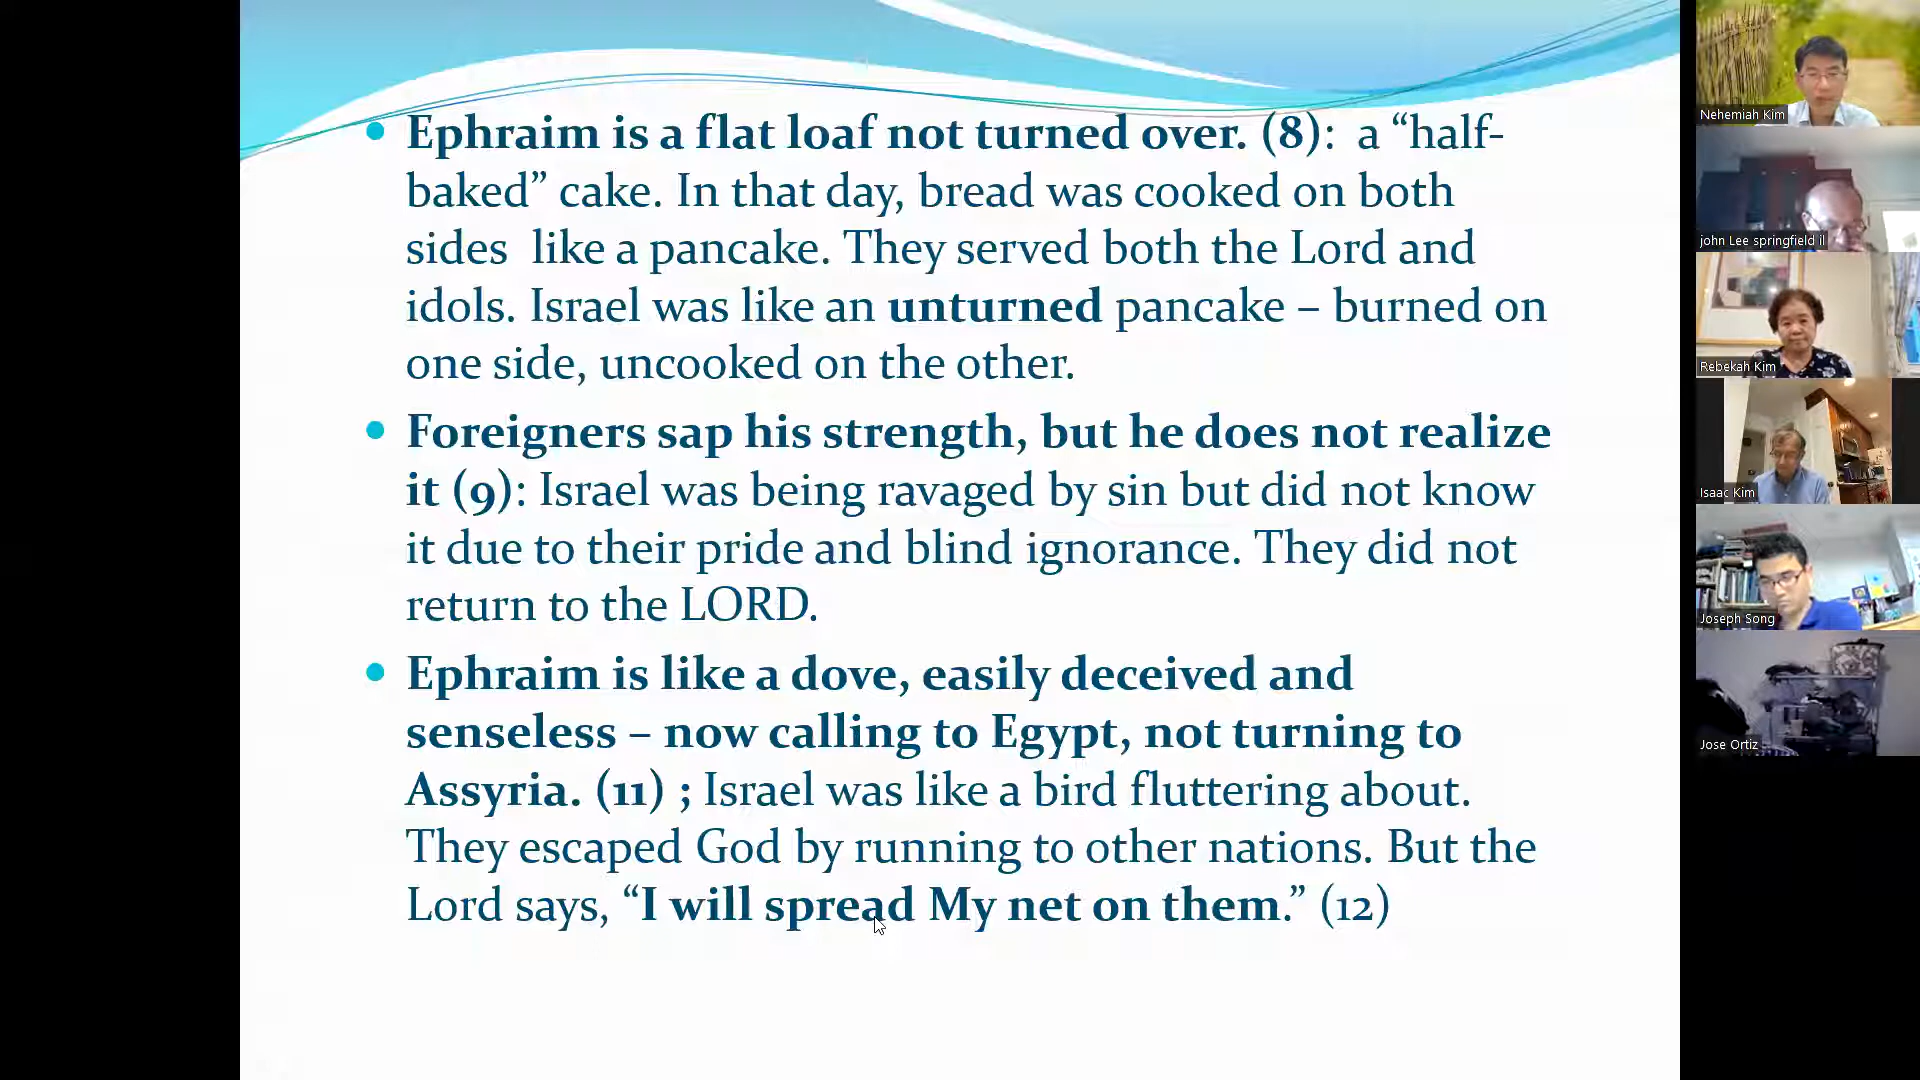 Ephraim is a flat loaf not turned over. (8):  a “half-
baked” cake. In that day, bread was cooked on both
sides  like a pancake. They served both the Lord and
idols. Israel was like an unturned pancake – burned on
one side, uncooked on the other.
Foreigners sap his strength, but he does not realize
it (9): Israel was being ravaged by sin but did not know
it due to their pride and blind ignorance. They did not
return to the LORD.
Ephraim is like a dove, easily deceived and
senseless – now calling to Egypt, not turning to
Assyria. (11) ; Israel was like a bird fluttering about.
They escaped God by running to other nations. But the
Lord says, “I will spread My net on them.” (12)
Nehemiah Kim
john Lee springfield il
Rebekah Kim
Isaac Kim
Joseph Song
Jose Ortiz